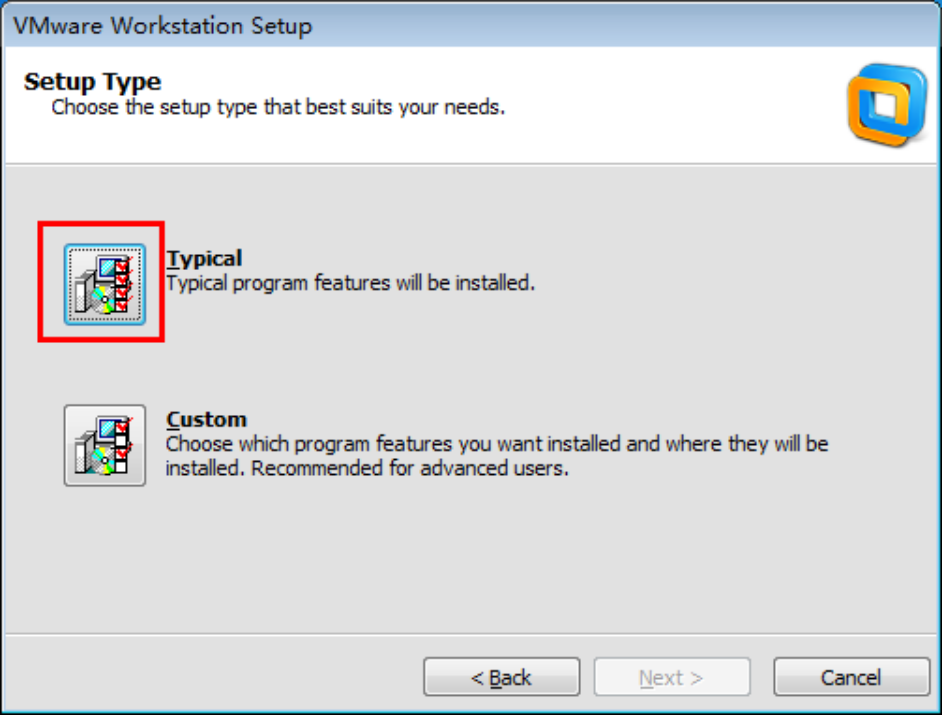 VMware Workstation Setup
Setup Type
Choose the setup type that best suits your needs.
Typical
Typical program features will be installed.
Custom
Choose which program features you want installed and where they will be
installed. Recommended for advanced users.
< Back
Next >
Cancel